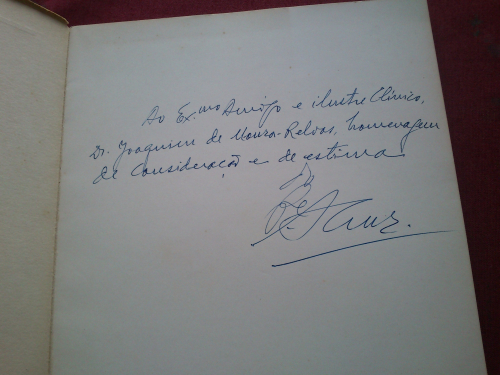 Ao Ex.mo Amigo e ilustre Clínico,
Dr. Joaquim de Moura-Relvas, homenagem
de consideração e de estima